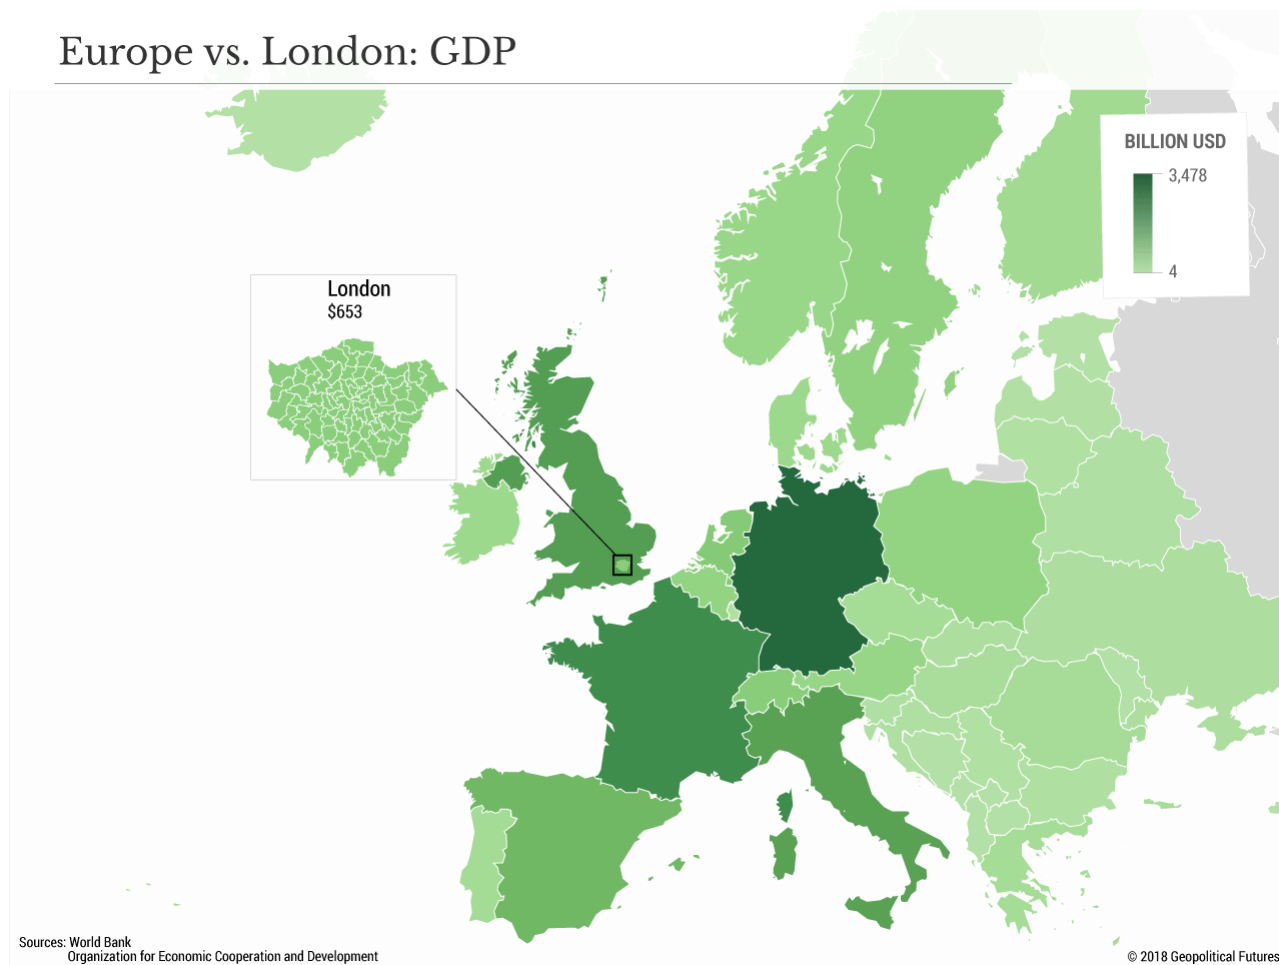 Europe vs. London: GDP
BILLION USD
3,478
4
London
$653
Sources: World Bank
Organization for Economic Cooperation and Development
© 2018 Geopolitical Futures